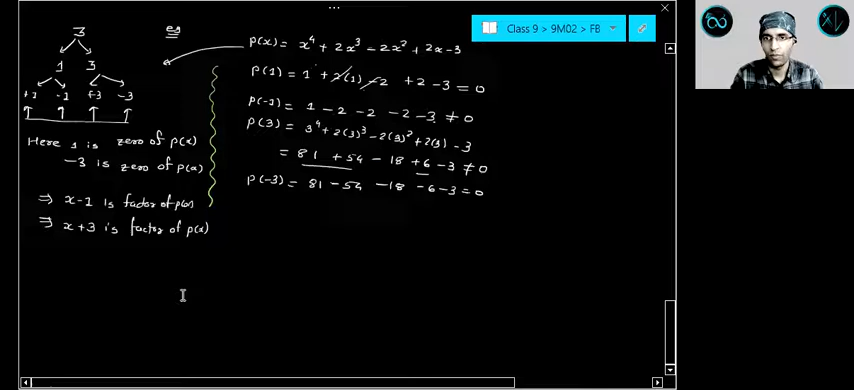 Class 9 > 9M02 > FB
eg
3
p(x) = x⁴ + 2x³ - 2x² + 2x - 3
1 3
p(1) = 1 + 2(1) - 2 + 2 - 3 = 0
+1 -1 +3 -3
p(-1) = 1 - 2 - 2 - 2 - 3 ≠ 0
p(3) = 3⁴ + 2(3)³ - 2(3)² + 2(3) - 3
= 81 + 54 - 18 + 6 - 3 ≠ 0
p(-3) = 81 - 54 - 18 - 6 - 3 = 0
Here 1 is zero of p(x)
-3 is zero of p(x)
⇒ x-1 is factor of p(x)
⇒ x+3 is factor of p(x)